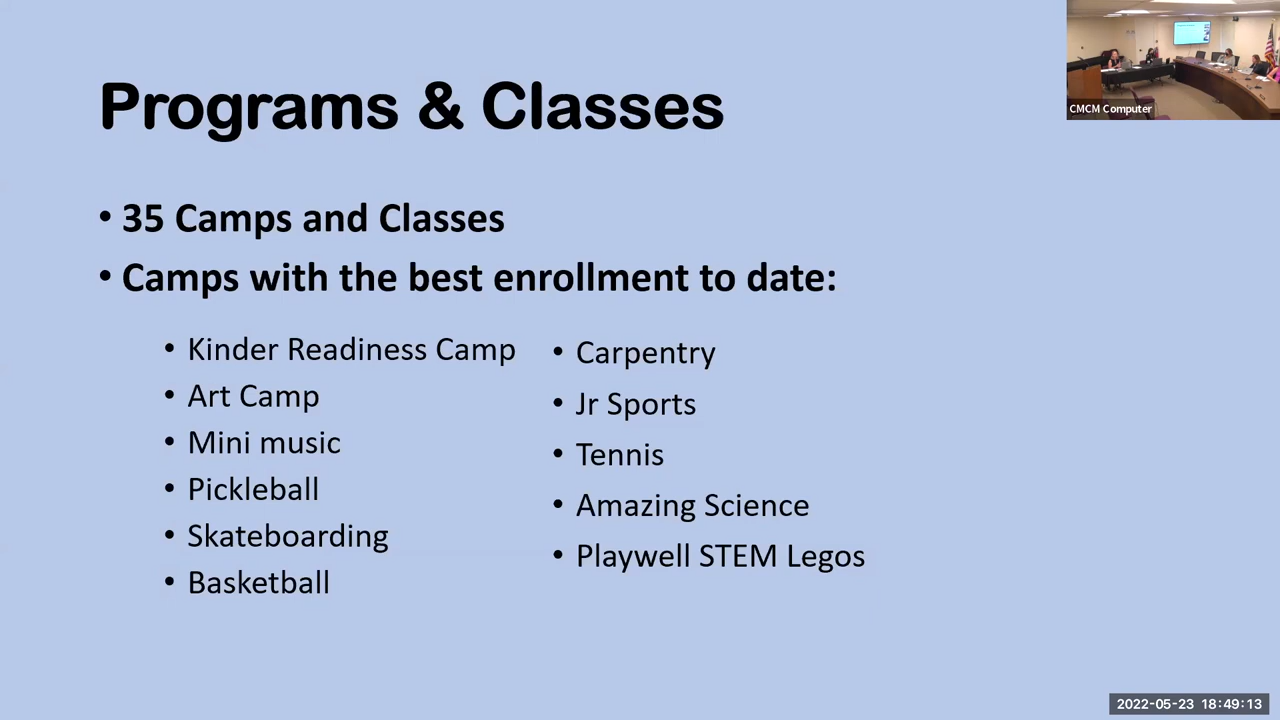 Programs & Classes
CMCM Computer
• 35 Camps and Classes
• Camps with the best enrollment to date:
• Kinder Readiness Camp
• Art Camp
• Mini music
• Pickleball
• Skateboarding
• Basketball
• Carpentry
• Jr Sports
• Tennis
• Amazing Science
• Playwell STEM Legos
2022-05-23 18:49:13